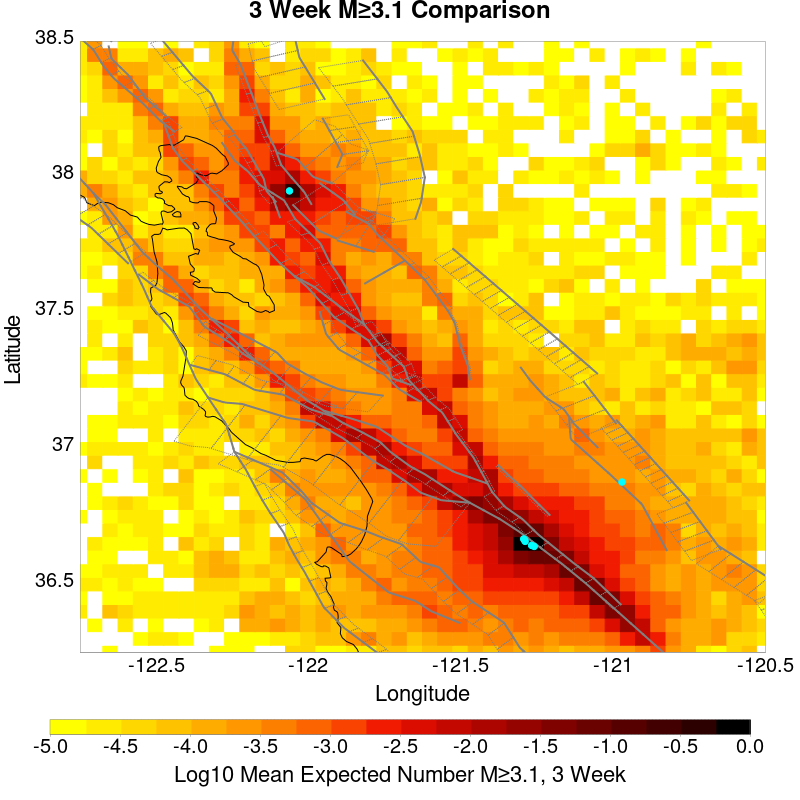 3 Week M≥3.1 Comparison
38.5
38
37.5
37
36.5
Latitude
-122.5 -122 -121.5 -121 -120.5
Longitude
-5.0 -4.5 -4.0 -3.5 -3.0 -2.5 -2.0 -1.5 -1.0 -0.5 0.0
Log10 Mean Expected Number M≥3.1, 3 Week